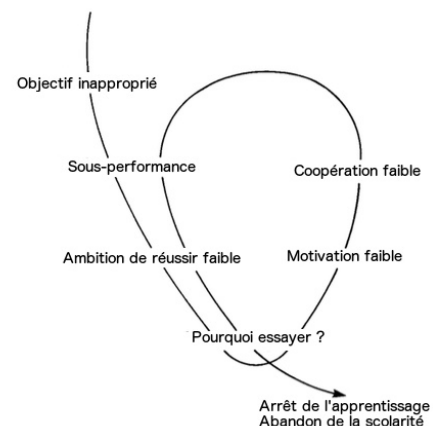 Objectif inapproprié
Sous-performance
Coopération faible
Ambition de réussir faible
Motivation faible
Pourquoi essayer ?
Arrêt de l'apprentissage
Abandon de la scolarité